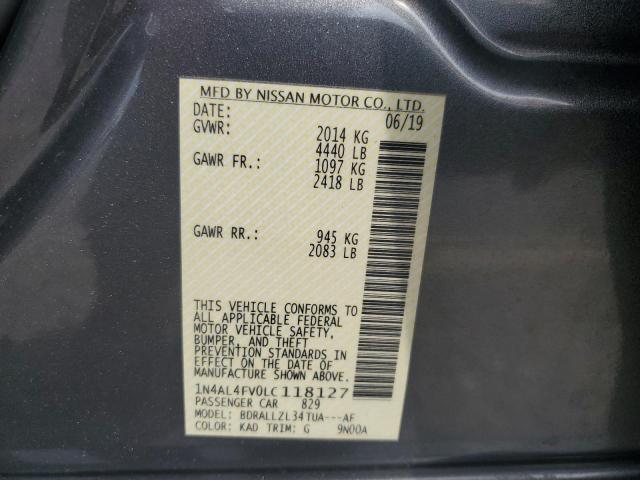 MFD BY NISSAN MOTOR CO., LTD.
DATE: 06/19
GVWR: 2014 KG
4440 LB
GAWR FR.: 1097 KG
2418 LB
GAWR RR.: 945 KG
2083 LB
THIS VEHICLE CONFORMS TO
ALL APPLICABLE FEDERAL
MOTOR VEHICLE SAFETY,
BUMPER, AND THEFT
PREVENTION STANDARDS IN
EFFECT ON THE DATE OF
MANUFACTURE SHOWN ABOVE.
1N4AL4FV0LC118127
PASSENGER CAR 829
MODEL: BDRALLZL34TUA---AF
COLOR: KAD TRIM: G 9N00A